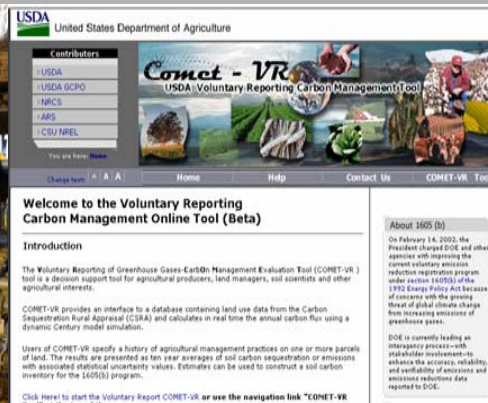 USDA
United States Department of Agriculture
Contributors
USDA
USDA GCPO
NRCS
ARS
CSU NREL
You are here: Home
Comet - VR
USDA Voluntary Reporting Carbon Management Tool
Change text: A A A
Home
Help
Contact Us
COMET-VR Too
Welcome to the Voluntary Reporting
Carbon Management Online Tool (Beta)
Introduction
The Voluntary Reporting of Greenhouse Gases-CarbOn Management Evaluation Tool (COMET-VR )
tool is a decision support tool for agricultural producers, land managers, soil scientists and other
agricultural interests.
COMET-VR provides an interface to a database containing land use data from the Carbon
Sequestration Rural Appraisal (CSRA) and calculates in real time the annual carbon flux using a
dynamic Century model simulation.
Users of COMET-VR specify a history of agricultural management practices on one or more parcels
of land. The results are presented as ten year averages of soil carbon sequestration or emissions
with associated statistical uncertainty values. Estimates can be used to construct a soil carbon
inventory for the 1605(b) program.
Click Here! to start the Voluntary Report COMET-VR or use the navigation link "COMET-VR
About 1605 (b)
On February 14, 2002, the
President charged DOE and other
agencies with improving the
current voluntary emission
reduction registration program
under section 1605(b) of the
1992 Energy Policy Act because
of concerns with the growing
threat of global climate change
from increasing emissions of
greenhouse gases.
DOE is currently leading an
interagency process—with
stakeholder involvement—to
enhance the accuracy, reliability,
and verifiability of emissions and
emissions reductions data
reported to DOE.